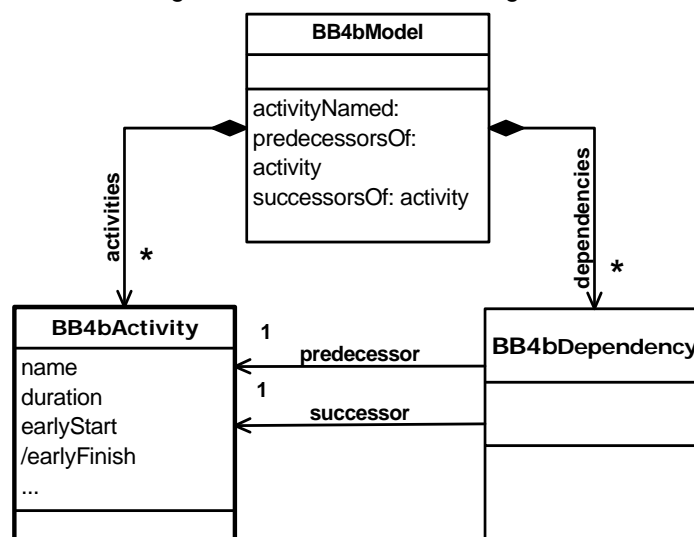 BB4bModel
activityNamed:
predecessorsOf:
activity
successorsOf: activity
activities
*
dependencies
*
BB4bActivity
name
duration
earlyStart
/earlyFinish
...
1
predecessor
1
successor
BB4bDependency